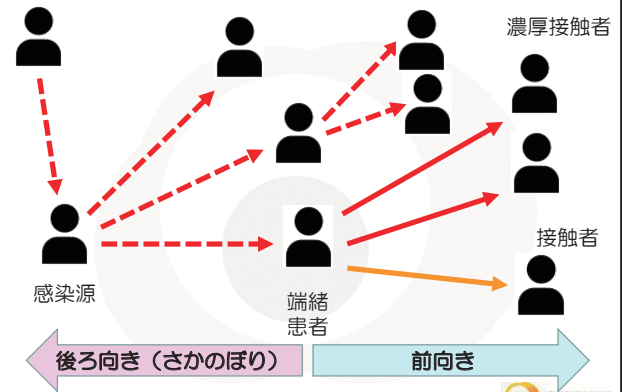 濃厚接触者
接触者
感染源
端緒
患者
後ろ向き（さかのぼり）
前向き